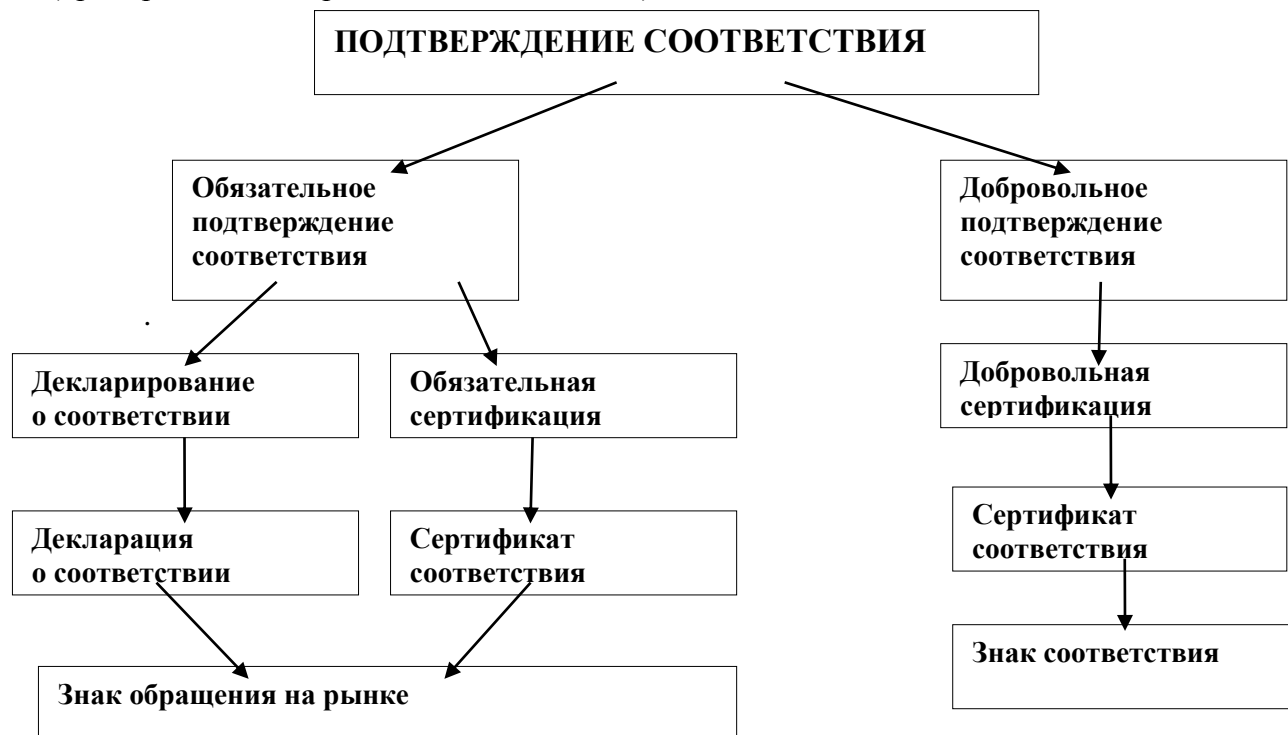 ПОДТВЕРЖДЕНИЕ СООТВЕТСТВИЯ
Обязательное
подтверждение
соответствия
Добровольное
подтверждение
соответствия
Декларирование
о соответствии
Обязательная
сертификация
Добровольная
сертификация
Декларация
о соответствии
Сертификат
соответствия
Сертификат
соответствия
Знак обращения на рынке
Знак соответствия